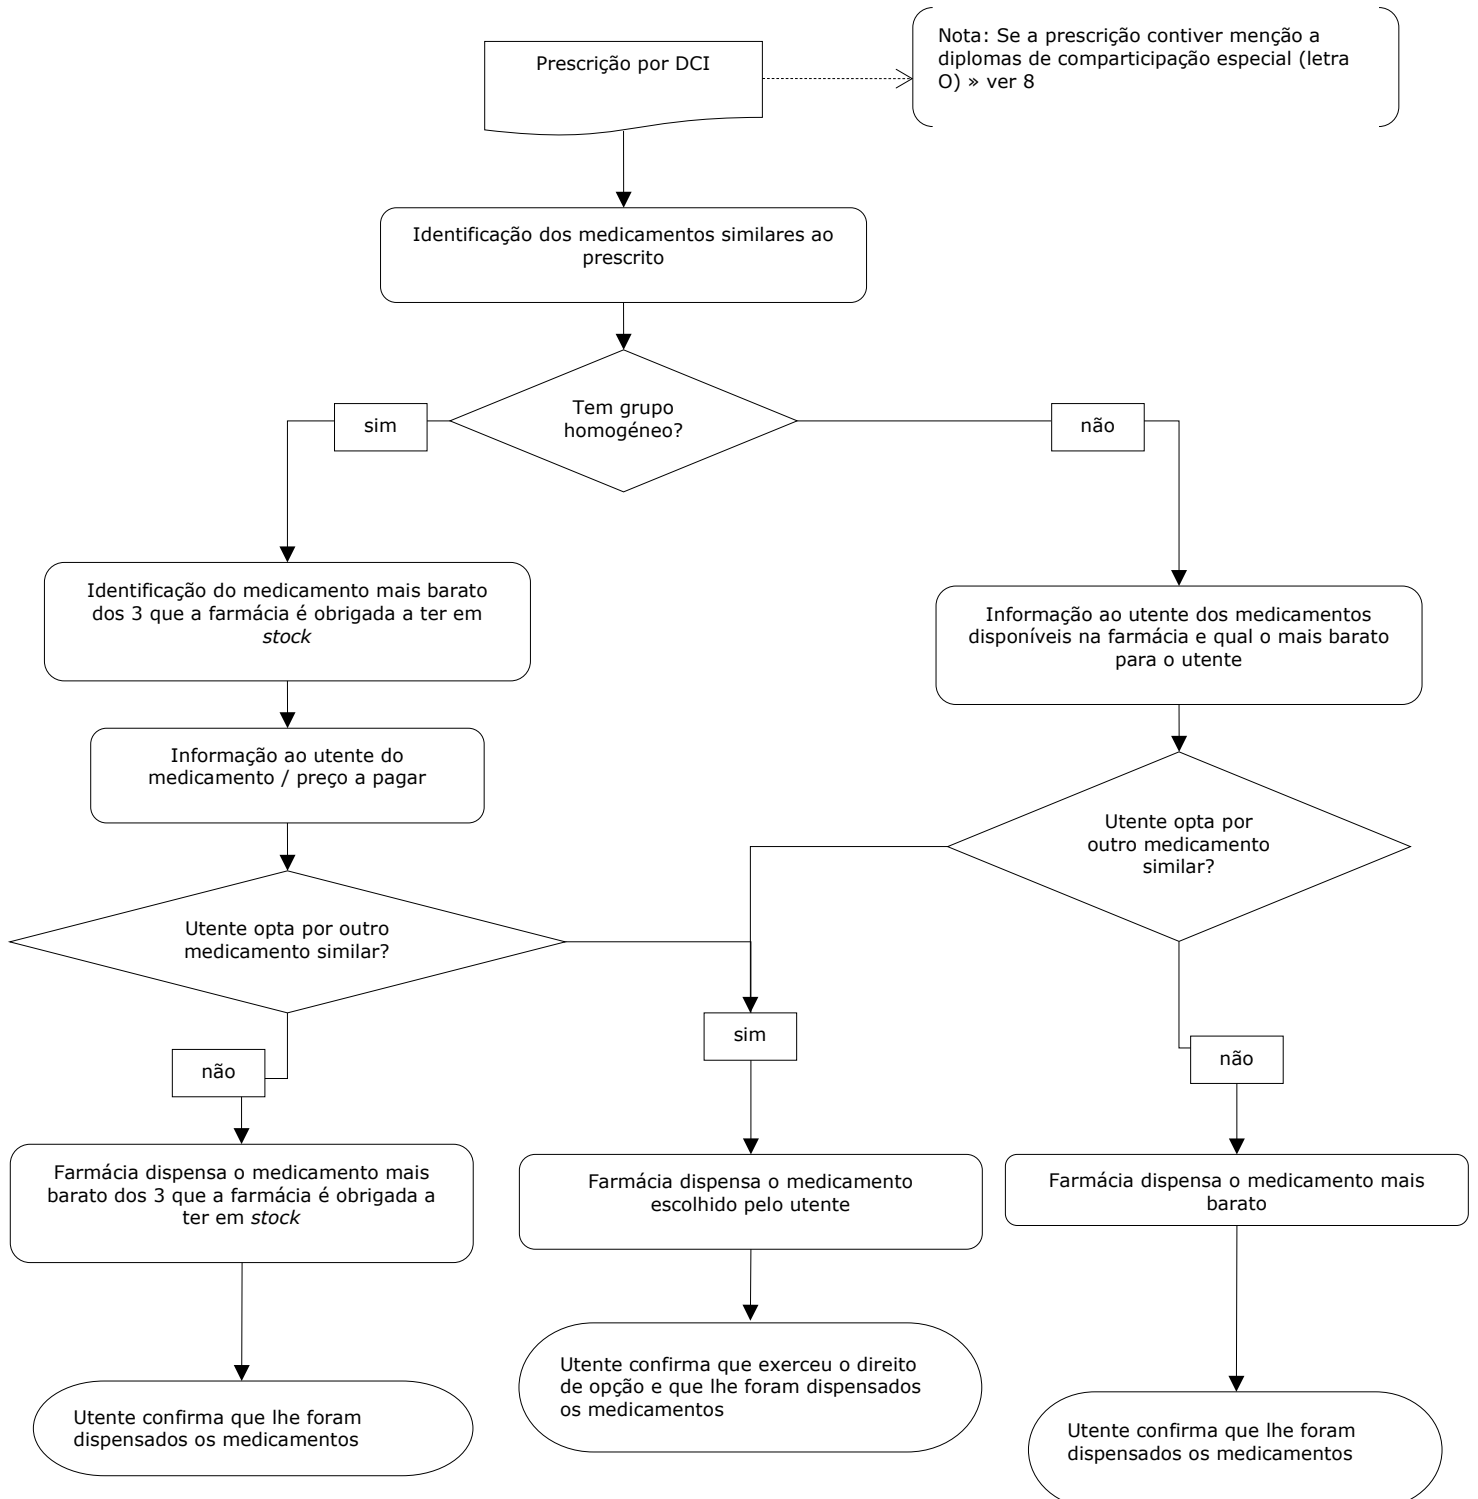 Prescrição por DCI
Nota: Se a prescrição contiver menção a
diplomas de comparticipação especial (letra
O) » ver 8
Identificação dos medicamentos similares ao
prescrito
Tem grupo
homogéneo?
sim
não
Identificação do medicamento mais barato
dos 3 que a farmácia é obrigada a ter em
stock
Informação ao utente dos medicamentos
disponíveis na farmácia e qual o mais barato
para o utente
Informação ao utente do
medicamento / preço a pagar
Utente opta por
outro medicamento
similar?
Utente opta por outro
medicamento similar?
sim
não
não
Farmácia dispensa o medicamento mais
barato dos 3 que a farmácia é obrigada a
ter em stock
Farmácia dispensa o medicamento
escolhido pelo utente
Farmácia dispensa o medicamento mais
barato
Utente confirma que exerceu o direito
de opção e que lhe foram dispensados
os medicamentos
Utente confirma que lhe foram
dispensados os medicamentos
Utente confirma que lhe foram
dispensados os medicamentos